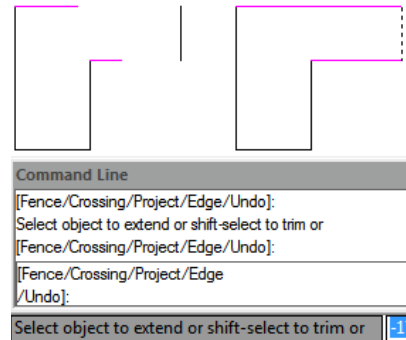 Command Line
[Fence/Crossing/Project/Edge/Undo]:
Select object to extend or shift-select to trim or
[Fence/Crossing/Project/Edge/Undo]:
[Fence/Crossing/Project/Edge
/Undo]:
Select object to extend or shift-select to trim or -1